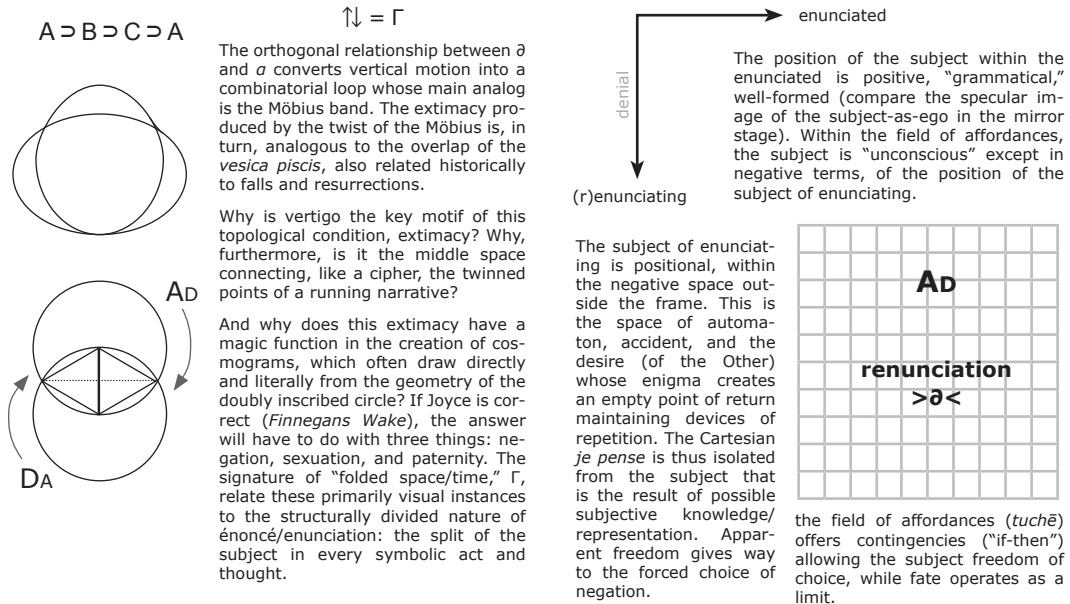 A ⊃ B ⊃ C ⊃ A
⇅ = Γ
The orthogonal relationship between ∂
and a converts vertical motion into a
combinatorial loop whose main analog
is the Möbius band. The extimacy pro-
duced by the twist of the Möbius is, in
turn, analogous to the overlap of the
vesica piscis, also related historically
to falls and resurrections.
Why is vertigo the key motif of this
topological condition, extimacy? Why,
furthermore, is it the middle space
connecting, like a cipher, the twinned
points of a running narrative?
And why does this extimacy have a
magic function in the creation of co-
smograms, which often draw directly
and literally from the geometry of the
doubly inscribed circle? If Joyce is cor-
rect (Finnegans Wake), the answer
will have to do with three things: ne-
gation, sexuation, and paternity. The
signature of “folded space/time,” Γ,
relate these primarily visual instances
to the structurally divided nature of
énoncé/enunciation: the split of the
subject in every symbolic act and
thought.
AD
DA
enunciated
denial
(r)enunciating
The position of the subject within the
enunciated is positive, “grammatical,”
well-formed (compare the specular im-
age of the subject-as-ego in the mirror
stage). Within the field of affordances,
the subject is “unconscious” except in
negative terms, of the position of the
subject of enunciating.
The subject of enunciat-
ing is positional, within
the negative space out-
side the frame. This is
the space of automa-
ton, accident, and the
desire (of the Other)
whose enigma creates
an empty point of return
maintaining devices of
repetition. The Cartesian
je pense is thus isolated
from the subject that
is the result of possible
subjective knowledge/
representation. Appar-
ent freedom gives way
to the forced choice of
negation.
AD
renunciation
>∂<
the field of affordances (tuchē)
offers contingencies (“if-then”)
allowing the subject freedom of
choice, while fate operates as a
limit.